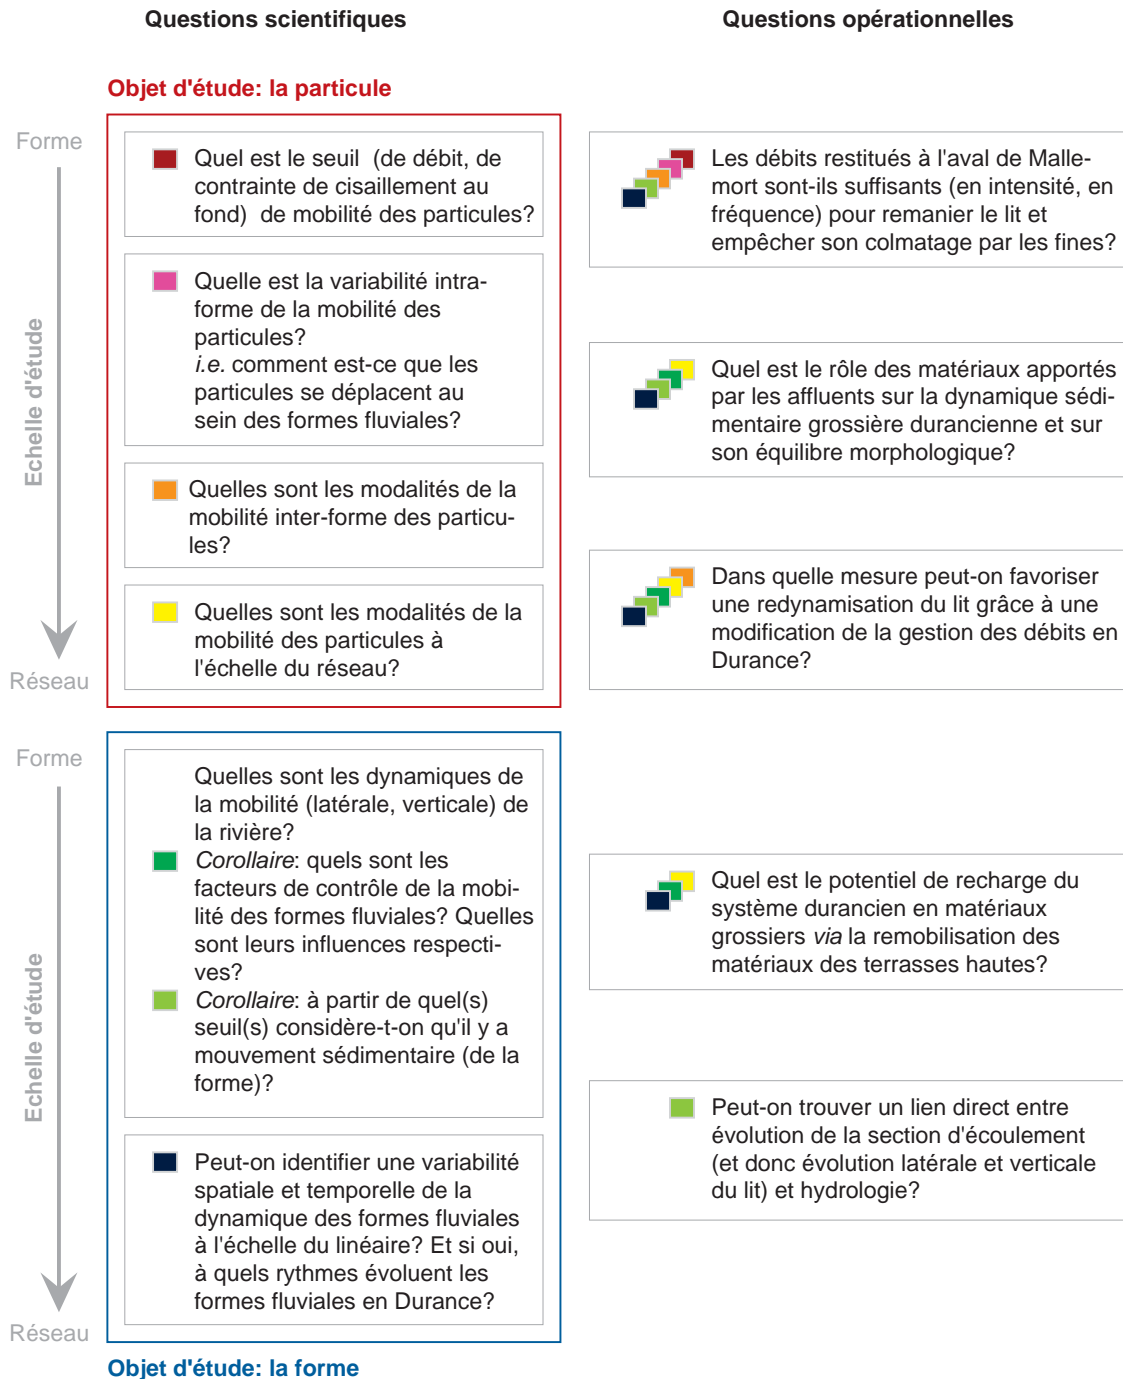 Questions scientifiques
Questions opérationnelles
Objet d'étude: la particule
Forme
Echelle d'étude
Réseau
Quel est le seuil (de débit, de
contrainte de cisaillement au
fond) de mobilité des particules?
Quelle est la variabilité intra-
forme de la mobilité des
particules?
i.e. comment est-ce que les
particules se déplacent au
sein des formes fluviales?
Quelles sont les modalités de la
mobilité inter-forme des particu-
les?
Quelles sont les modalités de la
mobilité des particules à
l'échelle du réseau?
Forme
Echelle d'étude
Réseau
Quelles sont les dynamiques de
la mobilité (latérale, verticale) de
la rivière?
Corollaire: quels sont les
facteurs de contrôle de la mobi-
lité des formes fluviales? Quelles
sont leurs influences respecti-
ves?
Corollaire: à partir de quel(s)
seuil(s) considère-t-on qu'il y a
mouvement sédimentaire (de la
forme)?
Peut-on identifier une variabilité
spatiale et temporelle de la
dynamique des formes fluviales
à l'échelle du linéaire? Et si oui,
à quels rythmes évoluent les
formes fluviales en Durance?
Objet d'étude: la forme
Les débits restitués à l'aval de Malle-
mort sont-ils suffisants (en intensité, en
fréquence) pour remanier le lit et
empêcher son colmatage par les fines?
Quel est le rôle des matériaux apportés
par les affluents sur la dynamique sédi-
mentaire grossière durancienne et sur
son équilibre morphologique?
Dans quelle mesure peut-on favoriser
une redynamisation du lit grâce à une
modification de la gestion des débits en
Durance?
Quel est le potentiel de recharge du
système durancien en matériaux
grossiers via la remobilisation des
matériaux des terrasses hautes?
Peut-on trouver un lien direct entre
évolution de la section d'écoulement
(et donc évolution latérale et verticale
du lit) et hydrologie?